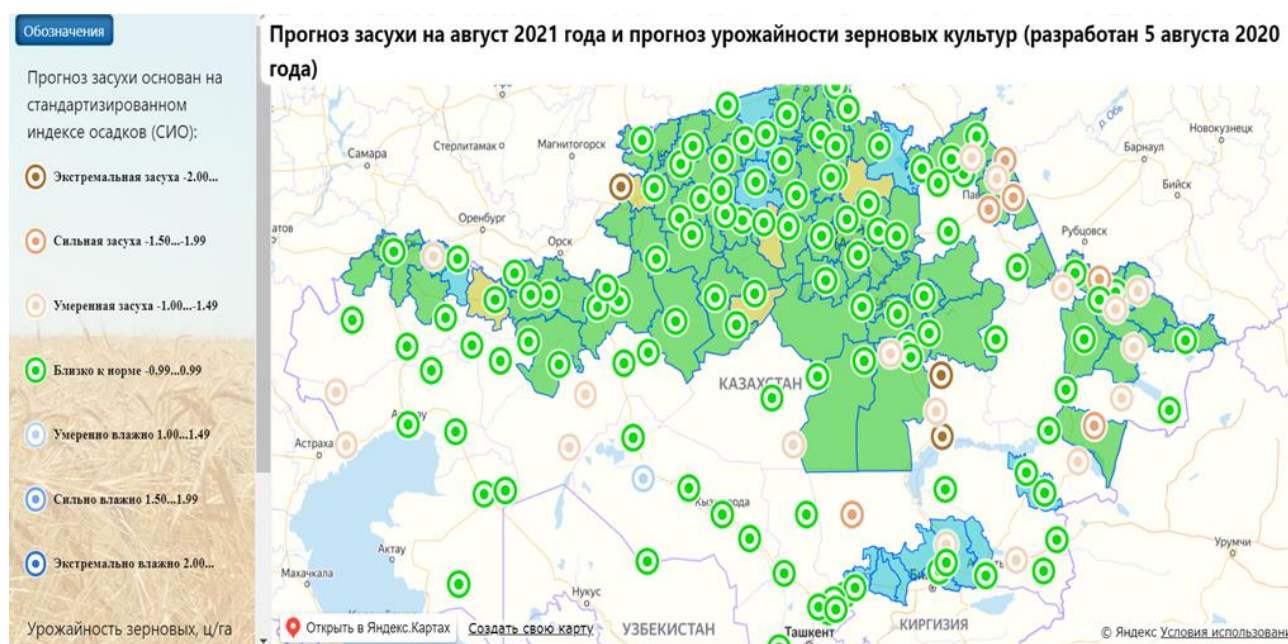 Обозначения
Прогноз засухи основан на
стандартизированном
индексе осадков (СИО):
Экстремальная засуха -2.00...
Сильная засуха -1.50...-1.99
Умеренная засуха -1.00...-1.49
Близко к норме -0.99...0.99
Умеренно влажно 1.00...1.49
Сильно влажно 1.50...1.99
Экстремально влажно 2.00...
Урожайность зерновых, ц/га
Прогноз засухи на август 2021 года и прогноз урожайности зерновых культур (разработан 5 августа 2020
года)
р. Обь
Новокузнецк
Самара
Стерлитамак
Магнитогорск
Барнаул
Бийск
Оренбург
Орск
Рубцовск
КАЗАХСТАН
Астраха
Актау
Махачкала
Нукус
УЗБЕКИСТАН
Ташкент
КИРГИЗИЯ
Урумчи
Открыть в Яндекс.Картах
Создать свою карту
© Яндекс Условия использован